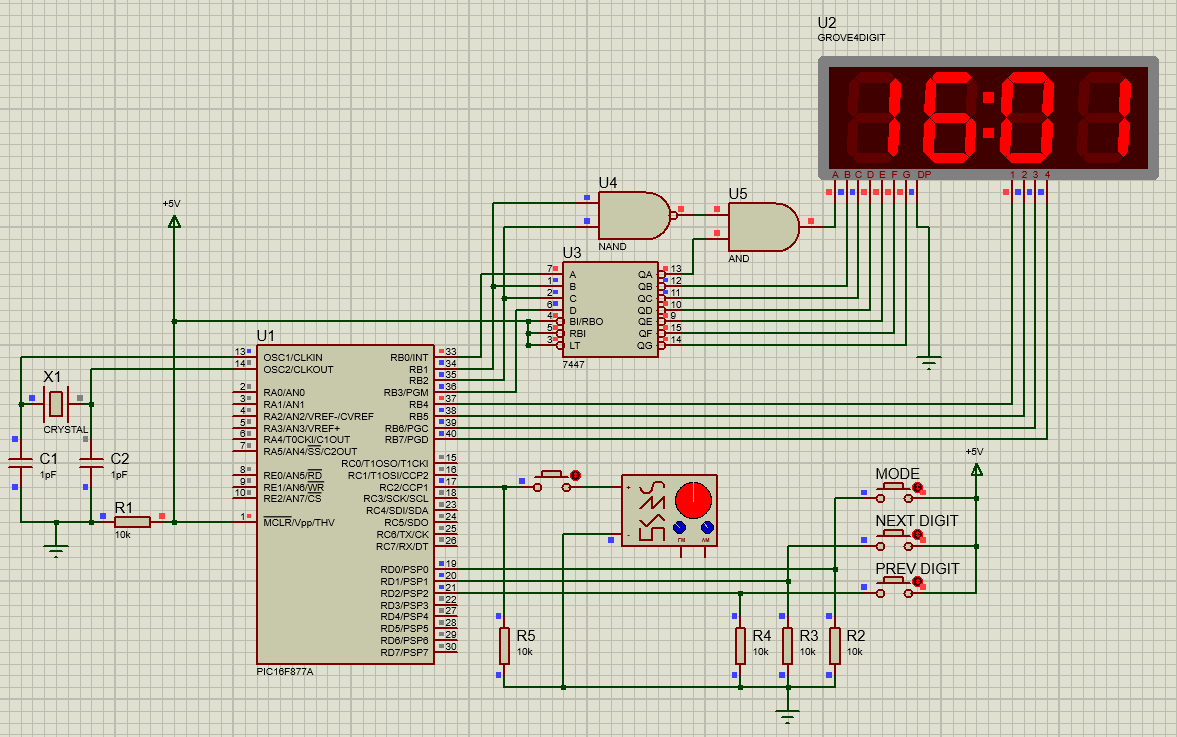 U2
GROVE4DIGIT
16:01
A B C D E F G DP
1 2 3 4
U4
NAND
U5
AND
+5V
U3
7 A QA 13
1 B QB 12
2 C QC 11
6 D QD 10
4 BI/RBO QE 9
5 RBI QF 15
3 LT QG 14
7447
U1
13 OSC1/CLKIN RB0/INT 33
14 OSC2/CLKOUT RB1 34
RB2 35
2 RA0/AN0 RB3/PGM 36
3 RA1/AN1 RB4 37
4 RA2/AN2/VREF-/CVREF RB5 38
5 RA3/AN3/VREF+ RB6/PGC 39
6 RA4/T0CKI/C1OUT RB7/PGD 40
7 RA5/AN4/SS/C2OUT
RC0/T1OSO/T1CKI 15
8 RE0/AN5/RD RC1/T1OSI/CCP2 16
9 RE1/AN6/WR RC2/CCP1 17
10 RE2/AN7/CS RC3/SCK/SCL 18
RC4/SDI/SDA 23
RC5/SDO 24
1 MCLR/Vpp/THV RC6/TX/CK 25
RC7/RX/DT 26
RD0/PSP0 19
RD1/PSP1 20
RD2/PSP2 21
RD3/PSP3 22
RD4/PSP4 27
RD5/PSP5 28
RD6/PSP6 29
RD7/PSP7 30
PIC16F877A
X1
CRYSTAL
C1
1pF
C2
1pF
R1
10k
+
-
FM AM
+5V
MODE
NEXT DIGIT
PREV DIGIT
R5
10k
R4
10k
R3
10k
R2
10k